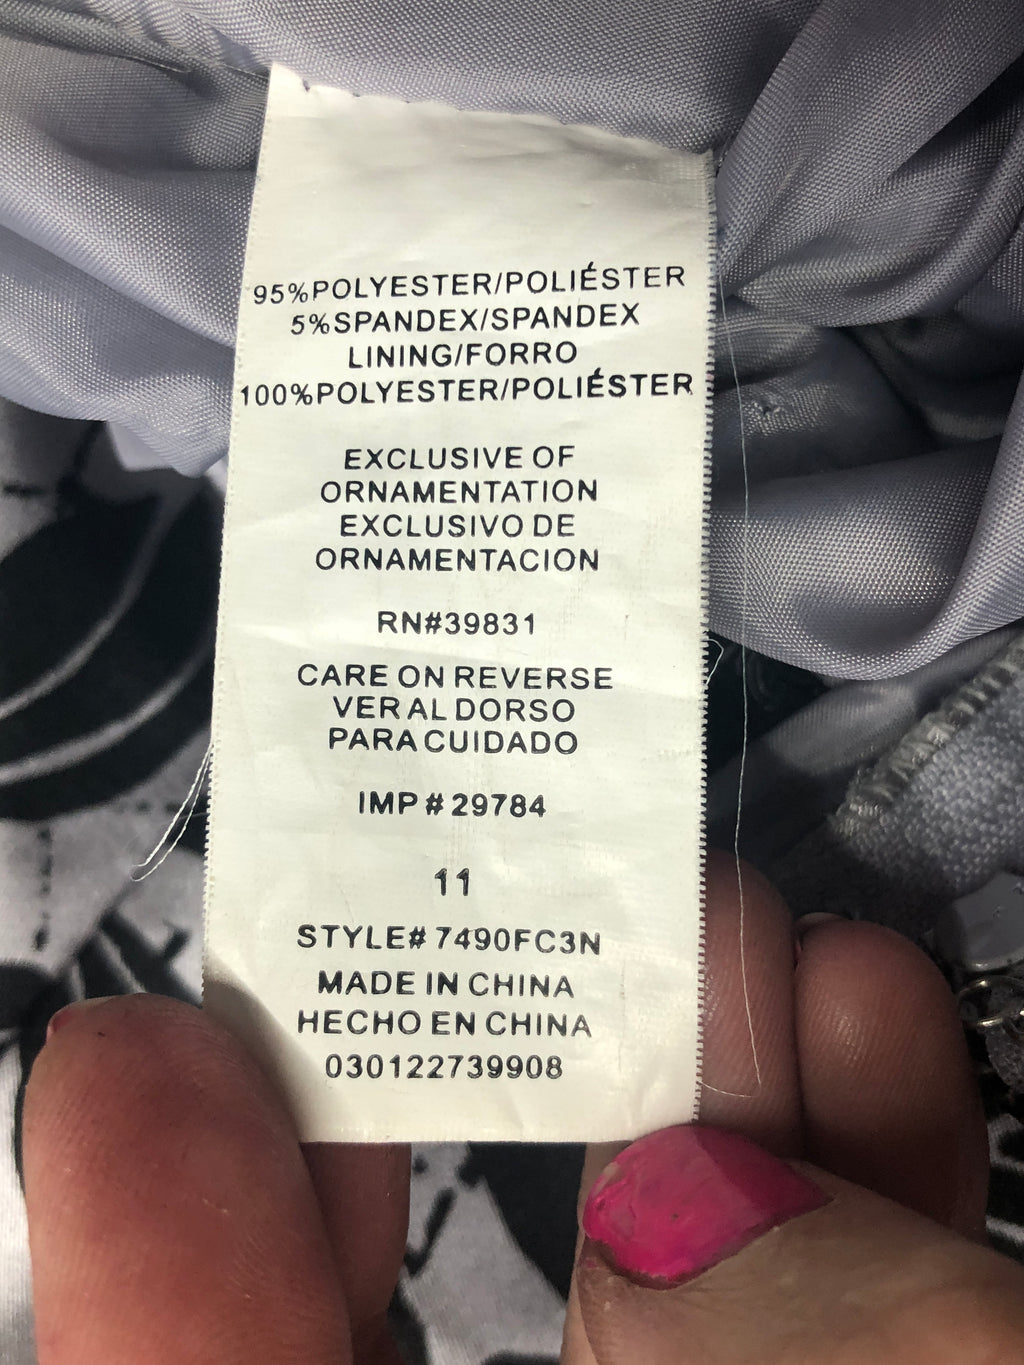 95%POLYESTER/POLIÉSTER
5%SPANDEX/SPANDEX
LINING/FORRO
100%POLYESTER/POLIÉSTER
EXCLUSIVE OF
ORNAMENTATION
EXCLUSIVO DE
ORNAMENTACION
RN#39831
CARE ON REVERSE
VER AL DORSO
PARA CUIDADO
IMP # 29784
11
STYLE# 7490FC3N
MADE IN CHINA
HECHO EN CHINA
030122739908